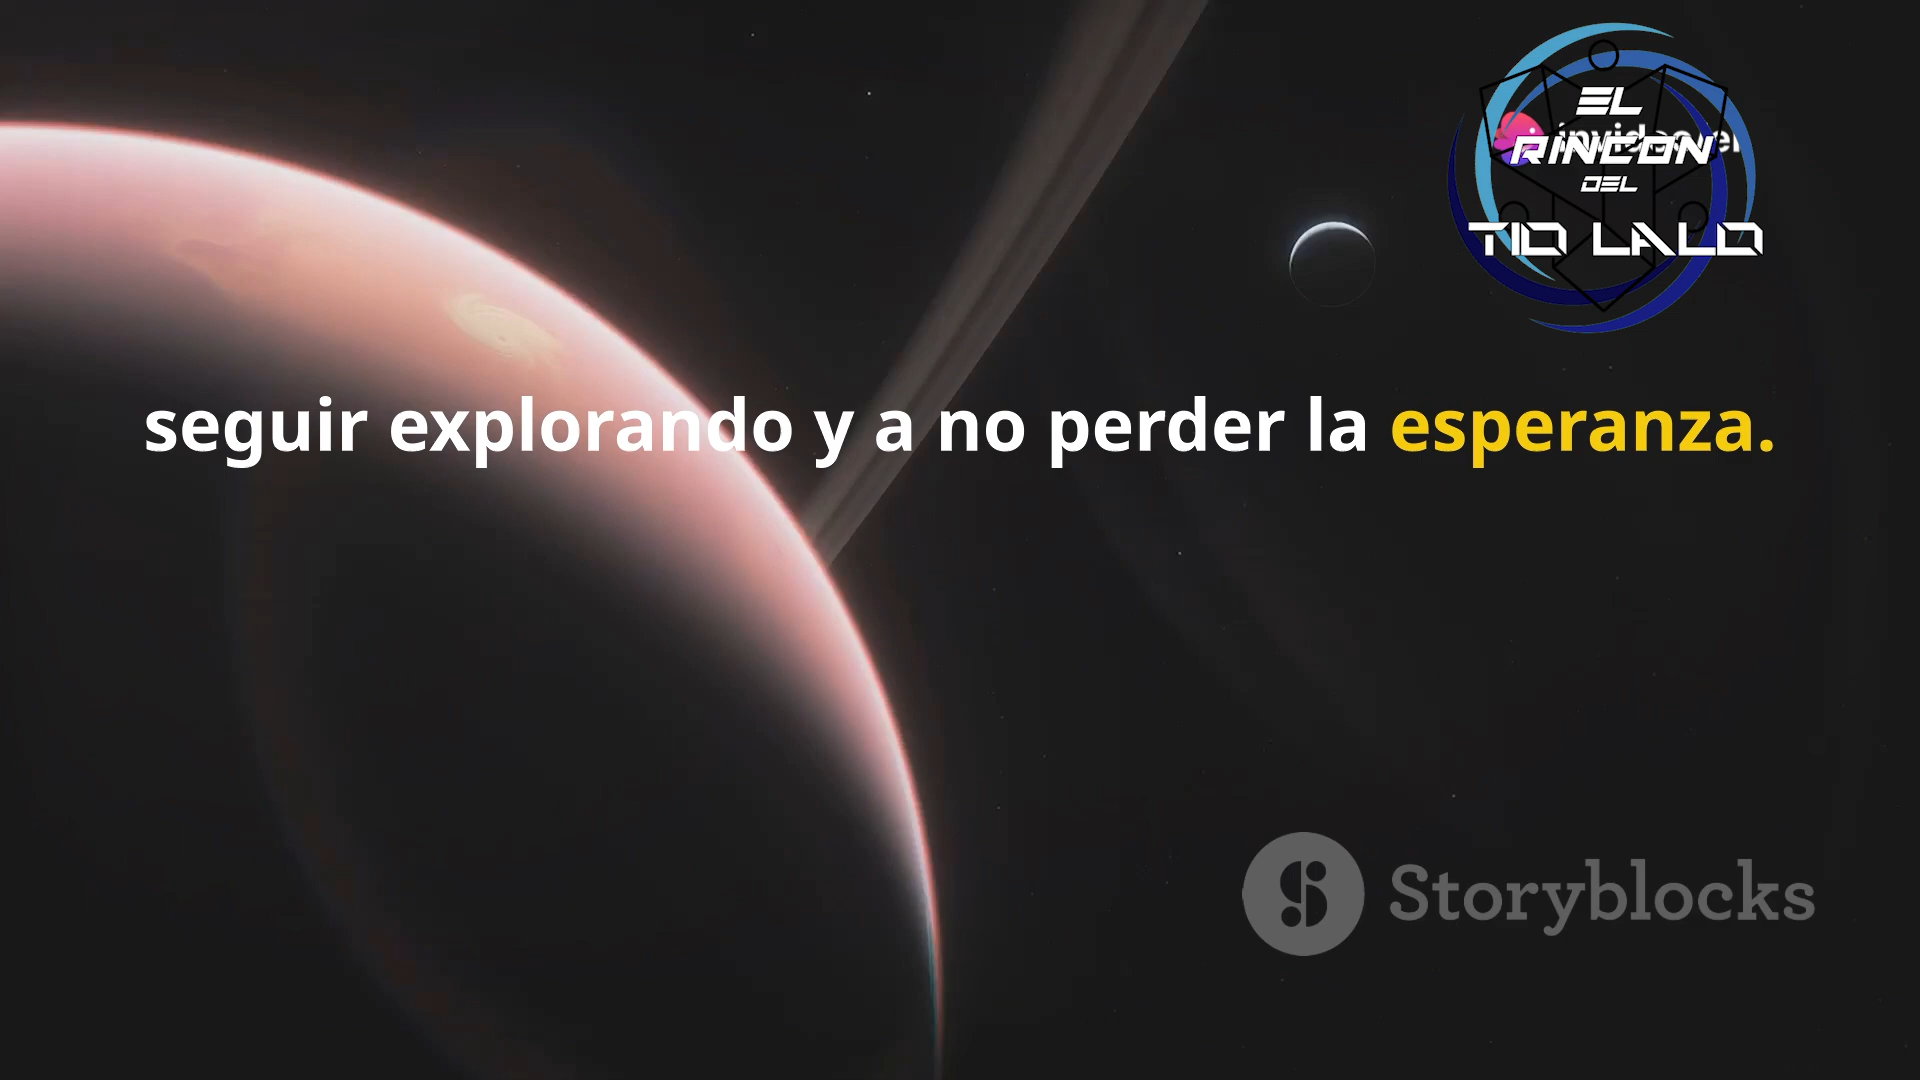 EL
RINCON
DEL
TIO LALO
seguir explorando y a no perder la esperanza.
Storyblocks